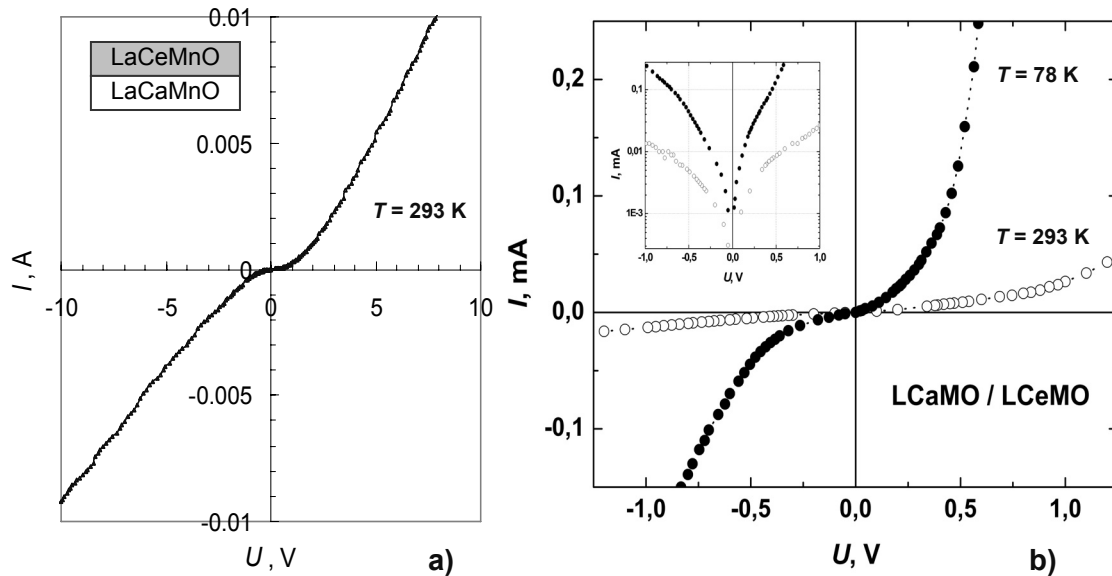 0.01
LaCeMnO
LaCaMnO
0.005
T = 293 K
I, A
0
-10
-5
0
5
10
-0.005
-0.01
U, V
a)
0,2
T = 78 K
0,1
0,01
1E-3
I, mA
-1,0
-0,5
0,0
0,5
1,0
U, V
0,1
T = 293 K
I, mA
0,0
LCaMO / LCeMO
-0,1
-1,0
-0,5
0,0
0,5
1,0
U, V
b)